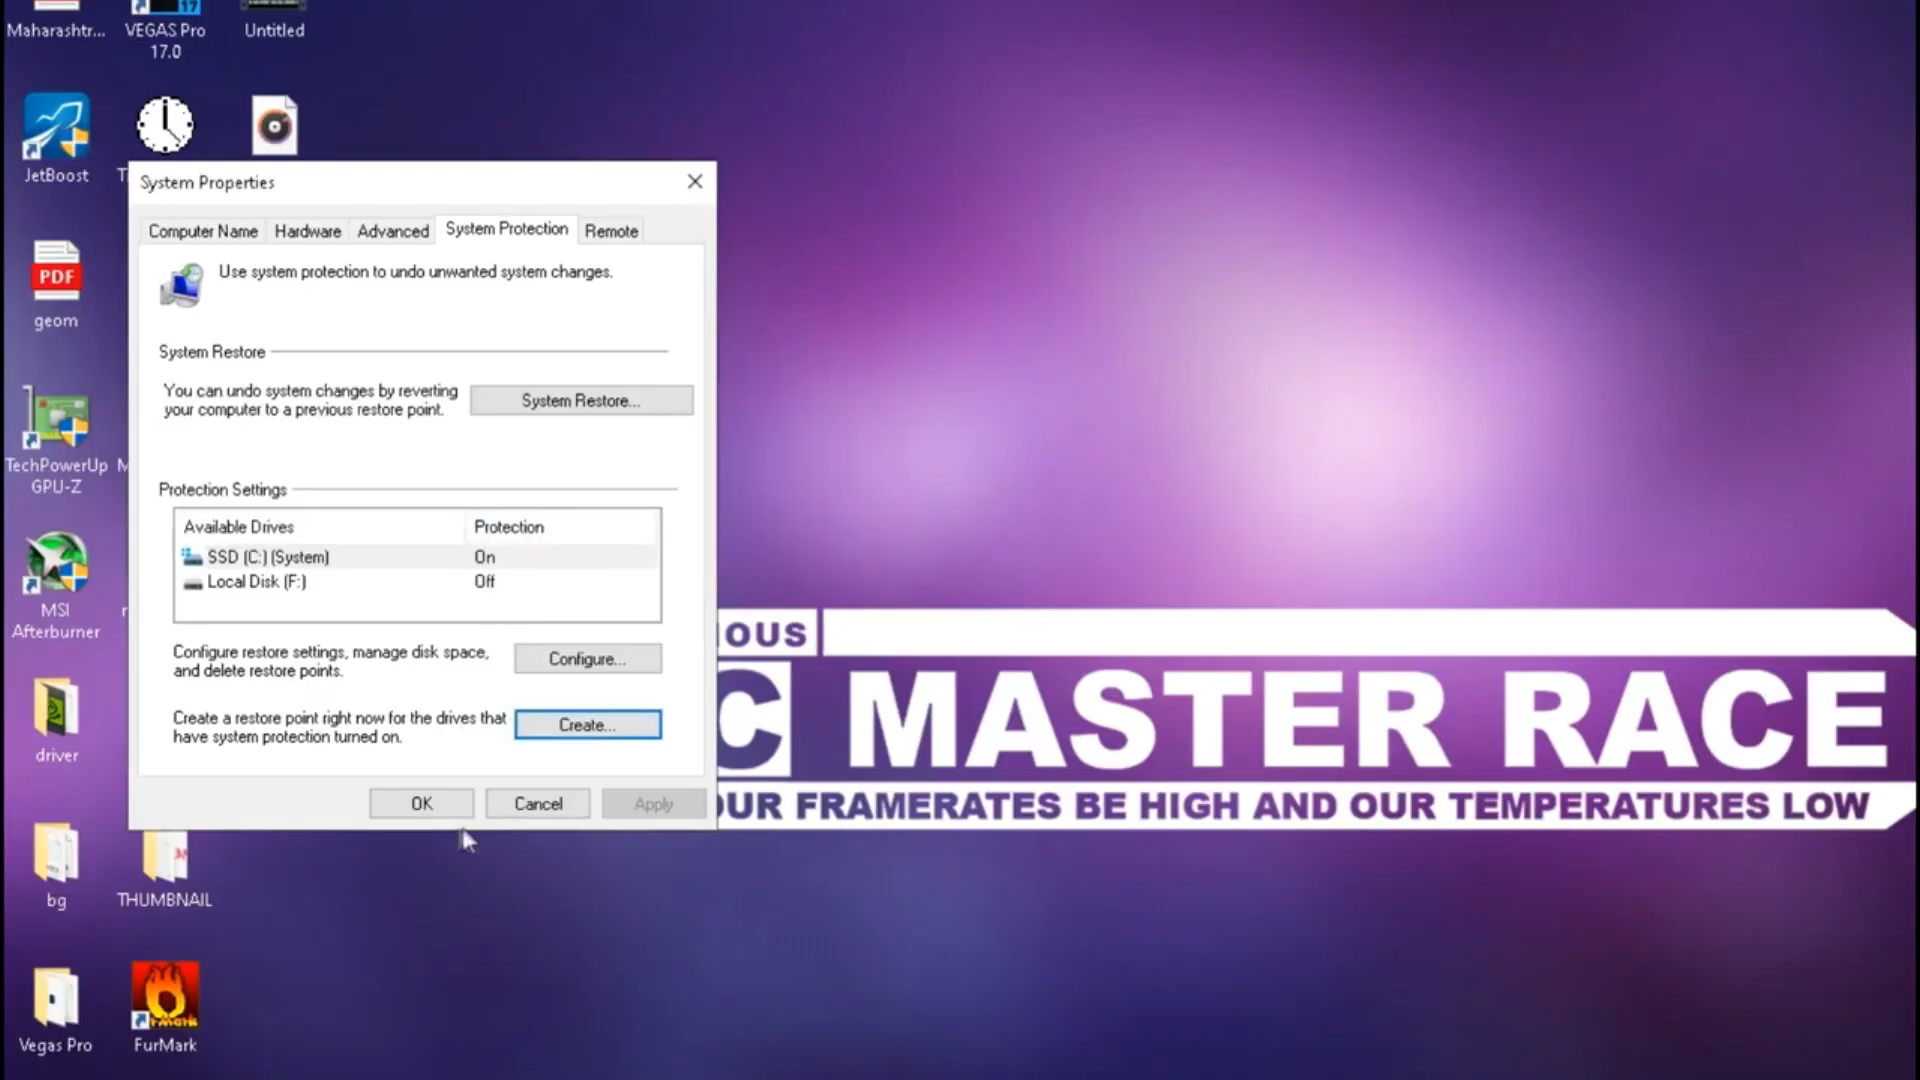 Maharashtr...
VEGAS Pro
17.0
17
Untitled
JetBoost
PDF
geom
TechPowerUp
GPU-Z
MSI
Afterburner
driver
bg
THUMBNAIL
Vegas Pro
FurMark
System Properties
Computer Name
Hardware
Advanced
System Protection
Remote
Use system protection to undo unwanted system changes.
System Restore
You can undo system changes by reverting
your computer to a previous restore point.
System Restore...
Protection Settings
Available Drives
Protection
SSD (C:) (System)
On
Local Disk (F:)
Off
Configure restore settings, manage disk space,
and delete restore points.
Configure...
Create a restore point right now for the drives that
have system protection turned on.
Create...
OK
Cancel
Apply
IOUS
C MASTER RACE
OUR FRAMERATES BE HIGH AND OUR TEMPERATURES LOW